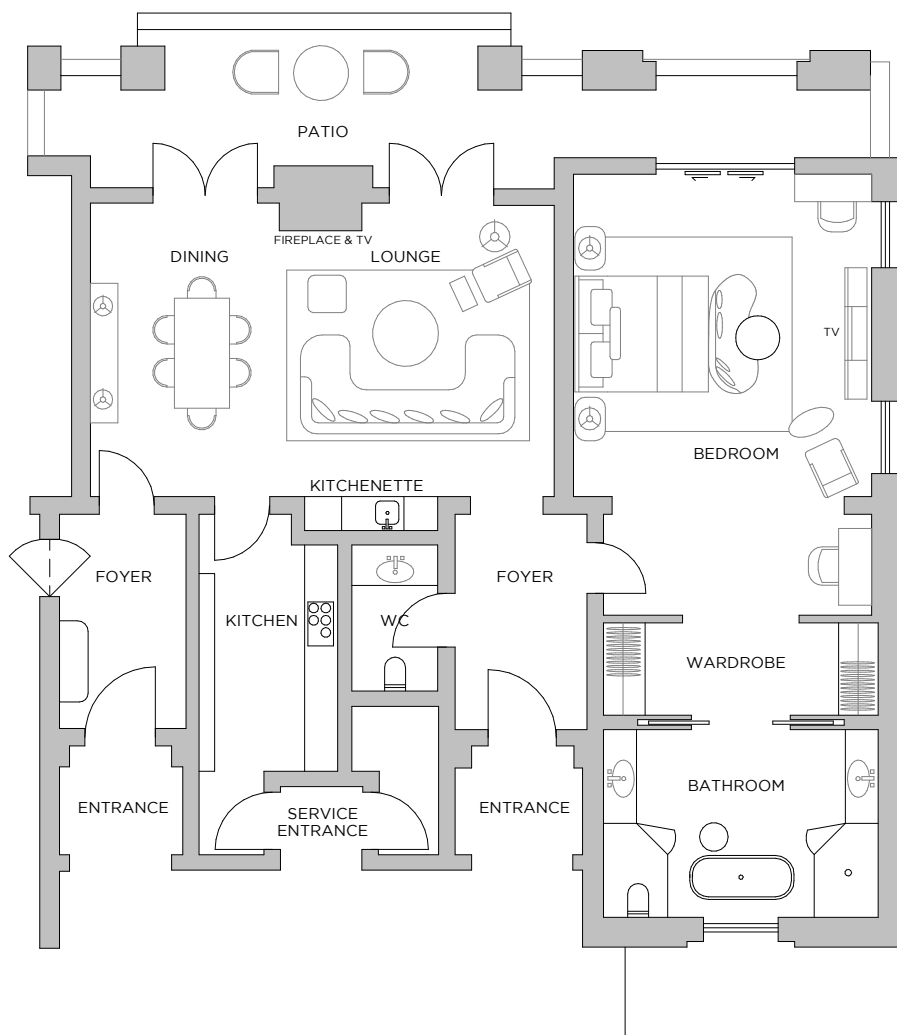 PATIO
FIREPLACE & TV
DINING
LOUNGE
TV
BEDROOM
KITCHENETTE
FOYER
FOYER
KITCHEN
WC
WARDROBE
BATHROOM
ENTRANCE
SERVICE
ENTRANCE
ENTRANCE